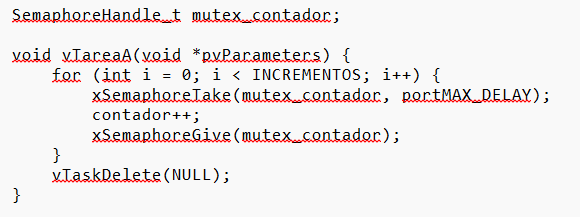 SemaphoreHandle_t mutex_contador;
void vTareaA(void *pvParameters) {
    for (int i = 0; i < INCREMENTOS; i++) {
        xSemaphoreTake(mutex_contador, portMAX_DELAY);
        contador++;
        xSemaphoreGive(mutex_contador);
    }
    vTaskDelete(NULL);
}